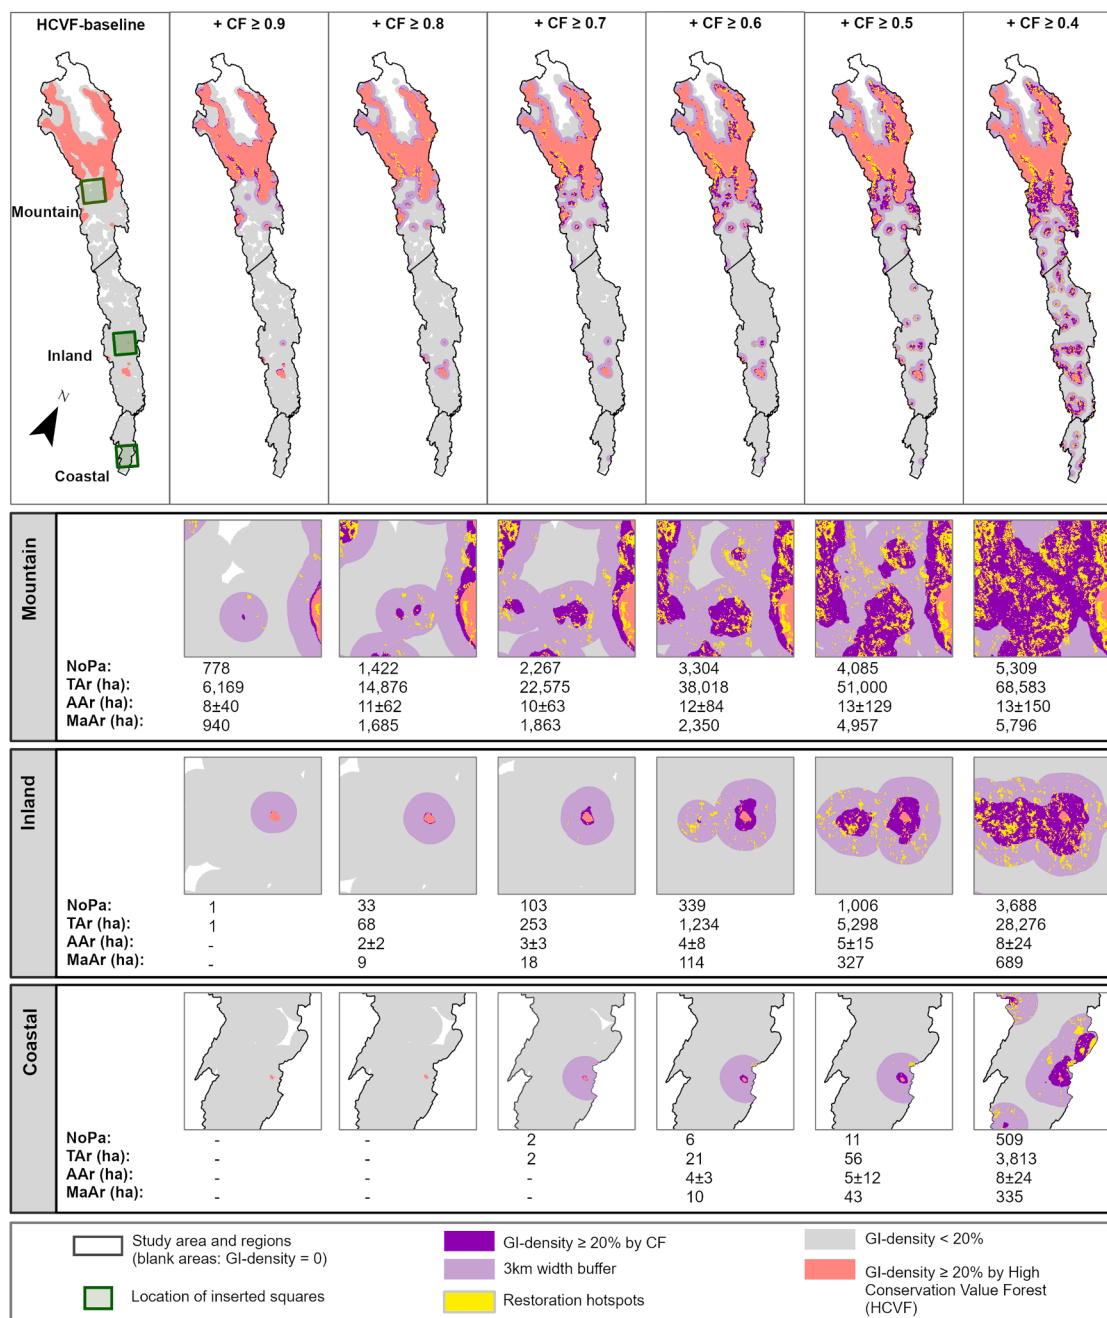 HCVF-baseline + CF ≥ 0.9 + CF ≥ 0.8 + CF ≥ 0.7 + CF ≥ 0.6 + CF ≥ 0.5 + CF ≥ 0.4
Mountain
Inland
N
Coastal
Mountain
NoPa: 778 1,422 2,267 3,304 4,085 5,309
TAr (ha): 6,169 14,876 22,575 38,018 51,000 68,583
AAr (ha): 8±40 11±62 10±63 12±84 13±129 13±150
MaAr (ha): 940 1,685 1,863 2,350 4,957 5,796
Inland
NoPa: 1 33 103 339 1,006 3,688
TAr (ha): 1 68 253 1,234 5,298 28,276
AAr (ha): - 2±2 3±3 4±8 5±15 8±24
MaAr (ha): - 9 18 114 327 689
Coastal
NoPa: - - 2 6 11 509
TAr (ha): - - 2 21 56 3,813
AAr (ha): - - - 4±3 5±12 8±24
MaAr (ha): - - - 10 43 335
Study area and regions
(blank areas: GI-density = 0)
Location of inserted squares
GI-density ≥ 20% by CF
3km width buffer
Restoration hotspots
GI-density < 20%
GI-density ≥ 20% by High
Conservation Value Forest
(HCVF)